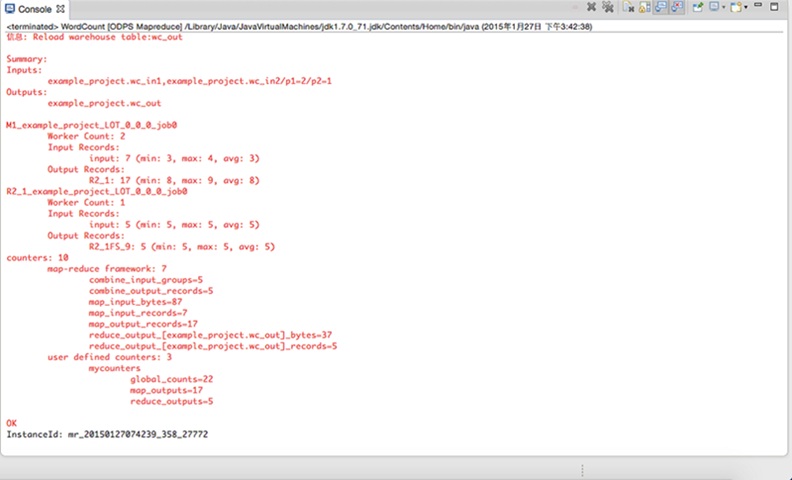 Console
<terminated> WordCount [ODPS Mapreduce] /Library/Java/JavaVirtualMachines/jdk1.7.0_71.jdk/Contents/Home/bin/java (2015年1月27日 下午3:42:38)
信息: Reload warehouse table:wc_out
Summary:
Inputs:
example_project.wc_in1,example_project.wc_in2/p1=2/p2=1
Outputs:
example_project.wc_out
M1_example_project_LOT_0_0_0_job0
Worker Count: 2
Input Records:
input: 7 (min: 3, max: 4, avg: 3)
Output Records:
R2_1: 17 (min: 8, max: 9, avg: 8)
R2_1_example_project_LOT_0_0_0_job0
Worker Count: 1
Input Records:
input: 5 (min: 5, max: 5, avg: 5)
Output Records:
R2_1FS_9: 5 (min: 5, max: 5, avg: 5)
counters: 10
map-reduce framework: 7
combine_input_groups=5
combine_output_records=5
map_input_bytes=87
map_input_records=7
map_output_records=17
reduce_output_[example_project.wc_out]_bytes=37
reduce_output_[example_project.wc_out]_records=5
user defined counters: 3
mycounters
global_counts=22
map_outputs=17
reduce_outputs=5
OK
InstanceId: mr_20150127074239_358_27772